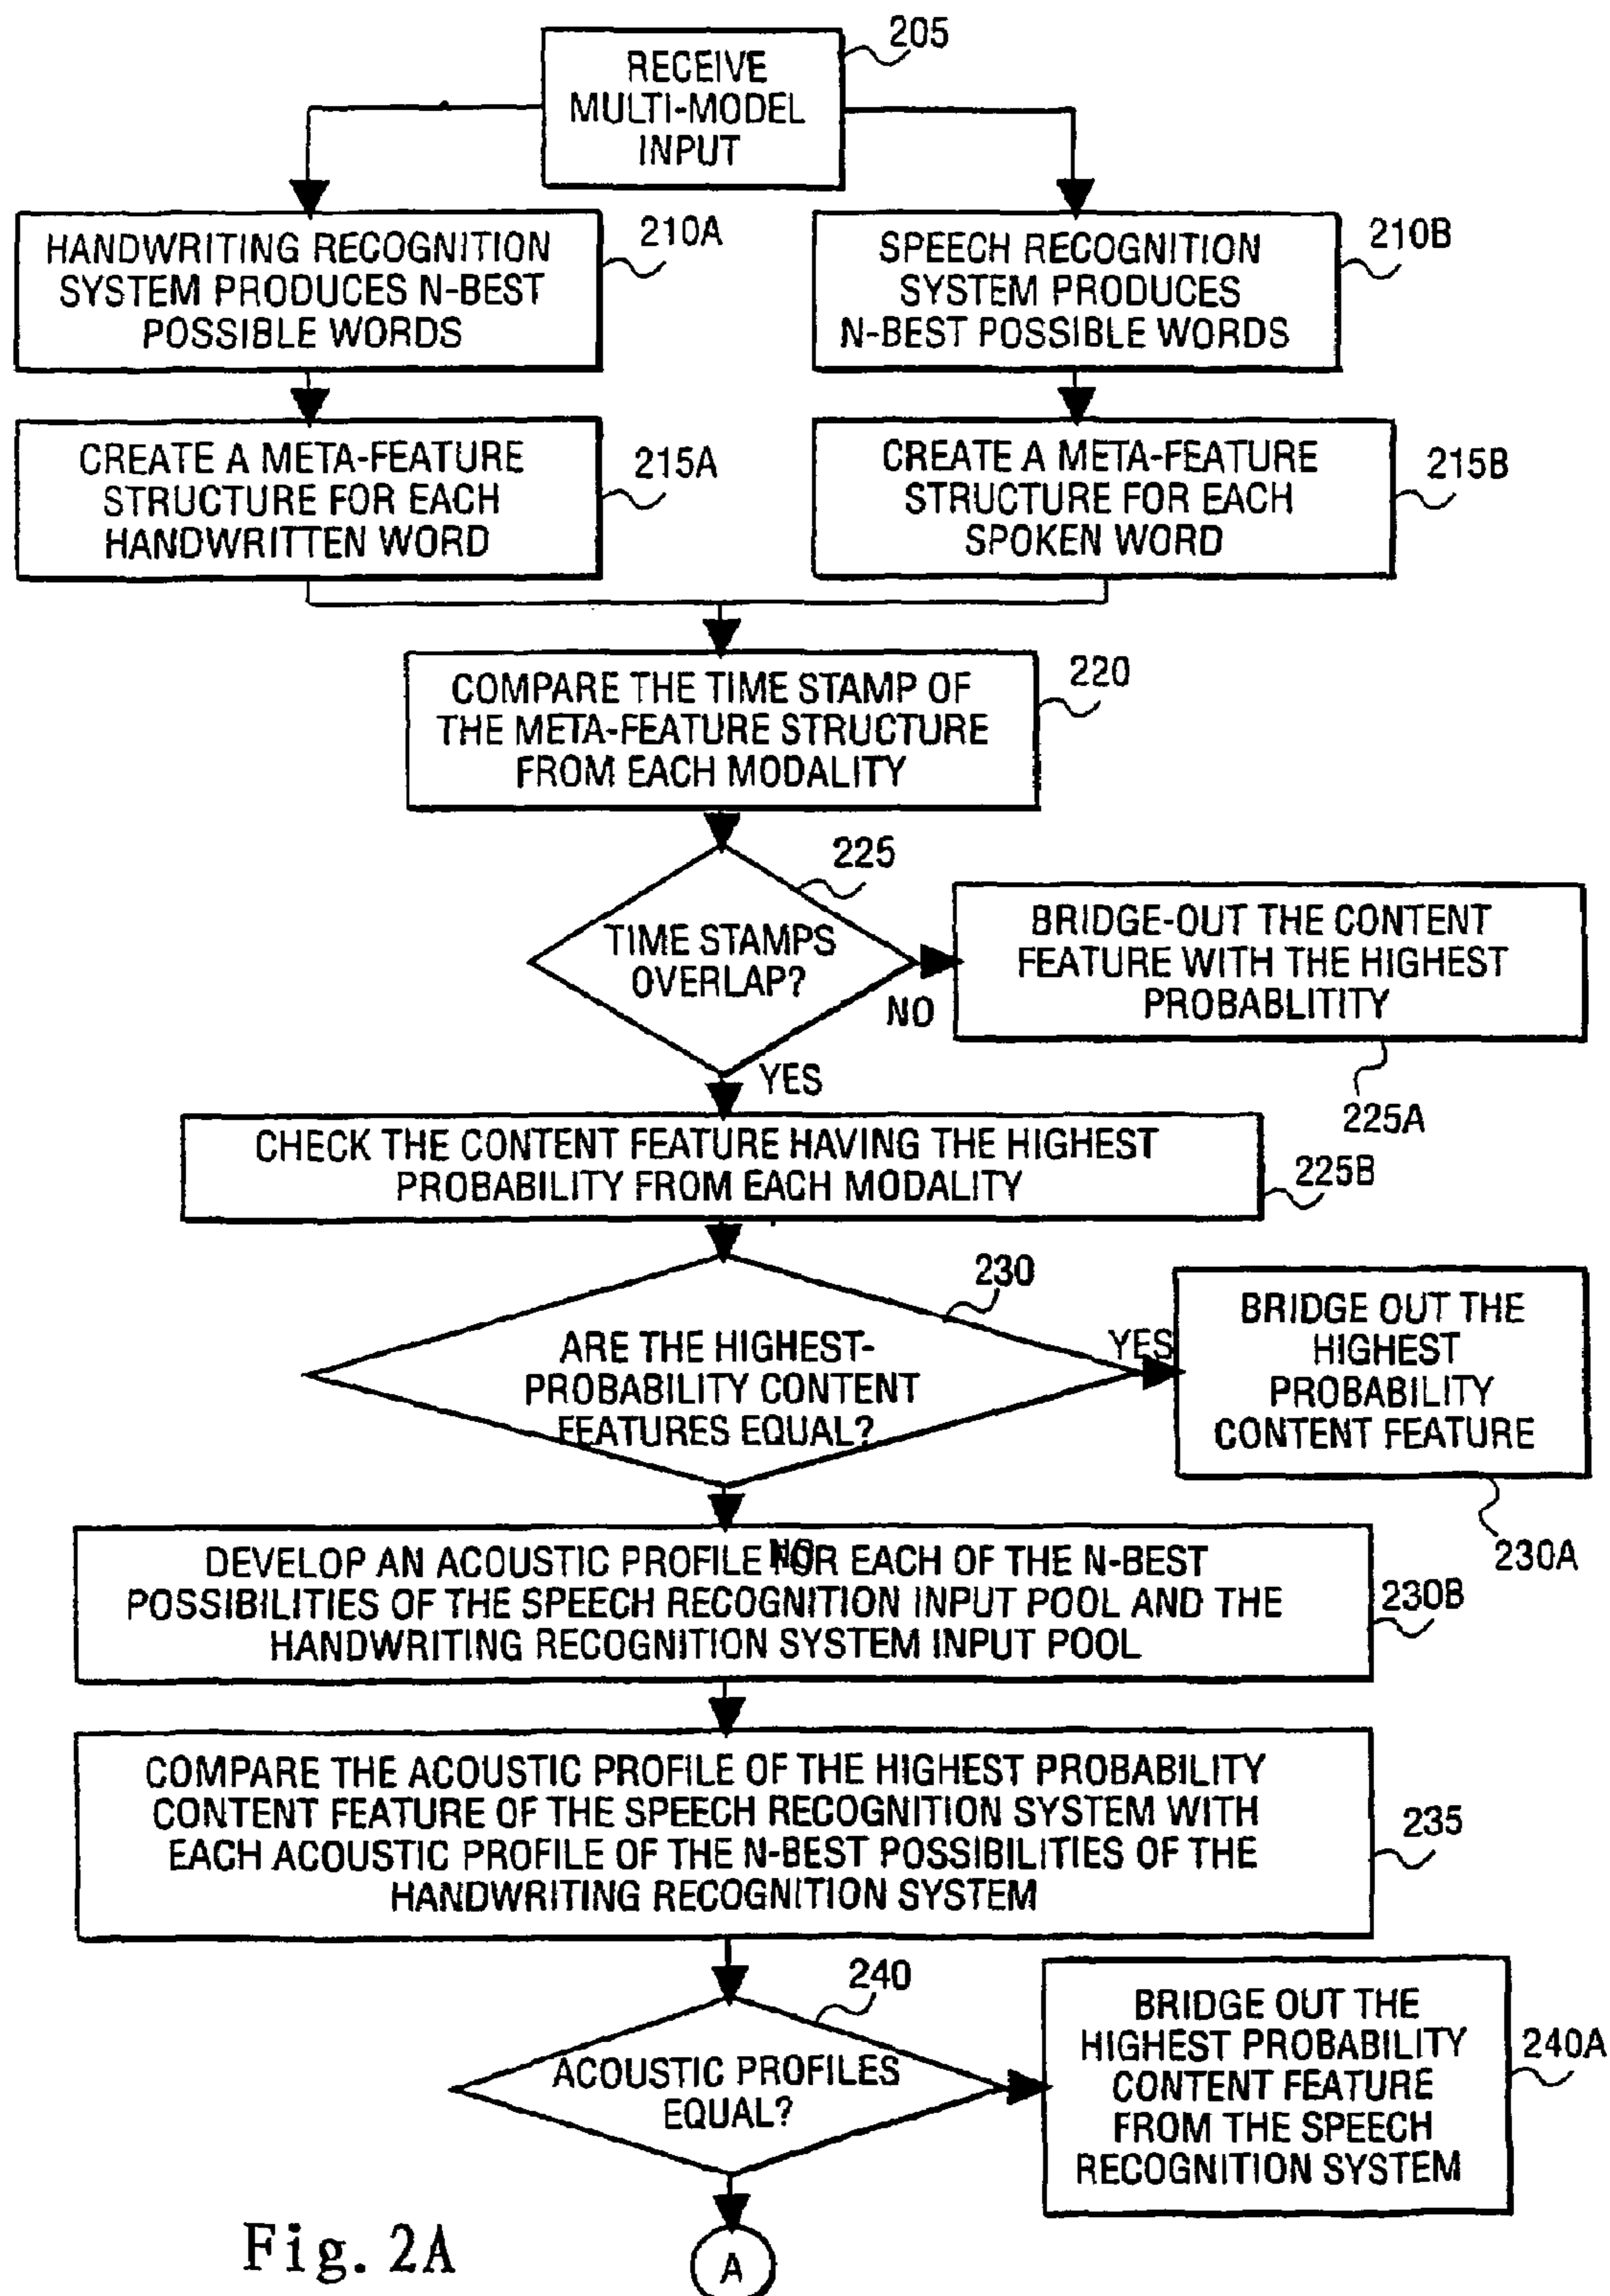 205
RECEIVE
MULTI-MODEL
INPUT
210A
HANDWRITING RECOGNITION
SYSTEM PRODUCES N-BEST
POSSIBLE WORDS
210B
SPEECH RECOGNITION
SYSTEM PRODUCES
N-BEST POSSIBLE WORDS
215A
CREATE A META-FEATURE
STRUCTURE FOR EACH
HANDWRITTEN WORD
215B
CREATE A META-FEATURE
STRUCTURE FOR EACH
SPOKEN WORD
220
COMPARE THE TIME STAMP OF
THE META-FEATURE STRUCTURE
FROM EACH MODALITY
225
TIME STAMPS
OVERLAP?
NO
BRIDGE-OUT THE CONTENT
FEATURE WITH THE HIGHEST
PROBABLITITY
225A
YES
CHECK THE CONTENT FEATURE HAVING THE HIGHEST
PROBABILITY FROM EACH MODALITY
225B
230
ARE THE HIGHEST-
PROBABILITY CONTENT
FEATURES EQUAL?
YES
BRIDGE OUT THE
HIGHEST
PROBABILITY
CONTENT FEATURE
230A
NO
DEVELOP AN ACOUSTIC PROFILE FOR EACH OF THE N-BEST
POSSIBILITIES OF THE SPEECH RECOGNITION INPUT POOL AND THE
HANDWRITING RECOGNITION SYSTEM INPUT POOL
230B
COMPARE THE ACOUSTIC PROFILE OF THE HIGHEST PROBABILITY
CONTENT FEATURE OF THE SPEECH RECOGNITION SYSTEM WITH
EACH ACOUSTIC PROFILE OF THE N-BEST POSSIBILITIES OF THE
HANDWRITING RECOGNITION SYSTEM
235
240
ACOUSTIC PROFILES
EQUAL?
BRIDGE OUT THE
HIGHEST PROBABILITY
CONTENT FEATURE
FROM THE SPEECH
RECOGNITION SYSTEM
240A
A
Fig. 2A